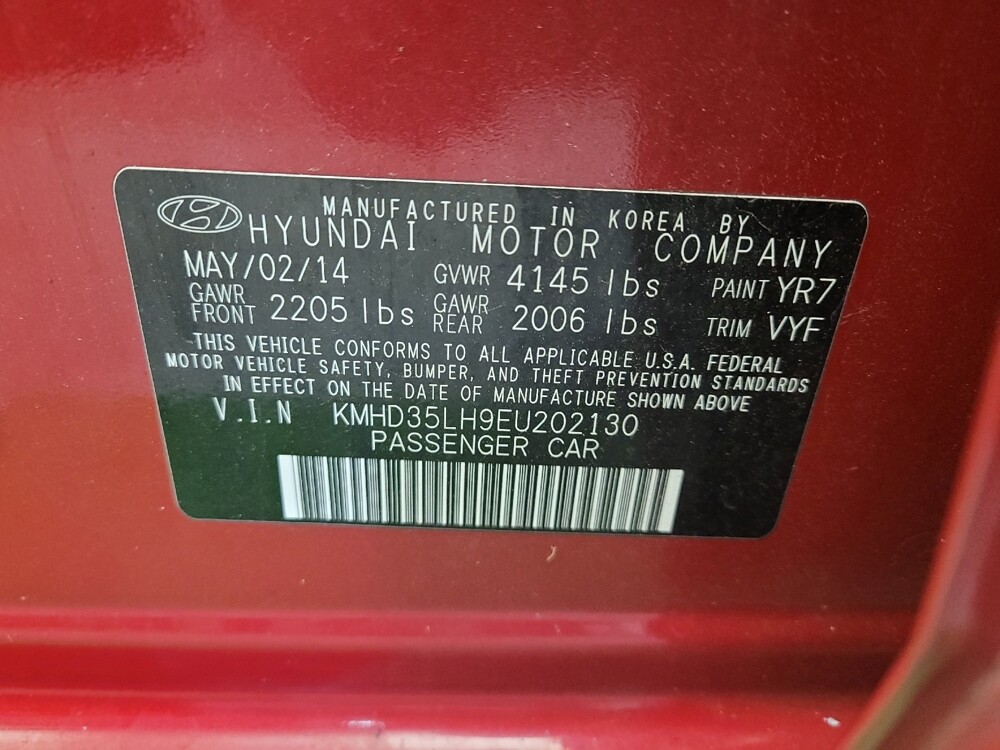 MANUFACTURED IN KOREA BY
HYUNDAI MOTOR COMPANY
MAY/02/14 GVWR 4145 lbs PAINT YR7
GAWR FRONT 2205 lbs GAWR REAR 2006 lbs TRIM VYF
THIS VEHICLE CONFORMS TO ALL APPLICABLE U.S.A. FEDERAL
MOTOR VEHICLE SAFETY, BUMPER, AND THEFT PREVENTION STANDARDS
IN EFFECT ON THE DATE OF MANUFACTURE SHOWN ABOVE
V.I.N KMHD35LH9EU202130
PASSENGER CAR